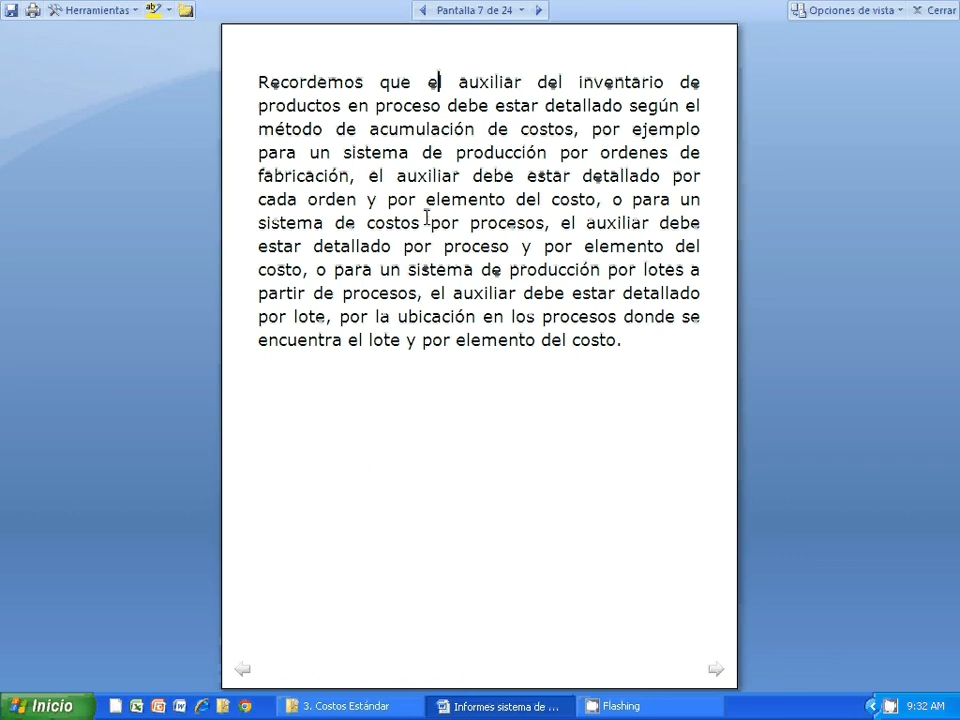 Herramientas
Pantalla 7 de 24
Opciones de vista
Cerrar
Recordemos que el auxiliar del inventario de
productos en proceso debe estar detallado según el
método de acumulación de costos, por ejemplo
para un sistema de producción por ordenes de
fabricación, el auxiliar debe estar detallado por
cada orden y por elemento del costo, o para un
sistema de costos por procesos, el auxiliar debe
estar detallado por proceso y por elemento del
costo, o para un sistema de producción por lotes a
partir de procesos, el auxiliar debe estar detallado
por lote, por la ubicación en los procesos donde se
encuentra el lote y por elemento del costo.
Inicio
3. Costos Estándar
Informes sistema de ...
Flashing
9:32 AM